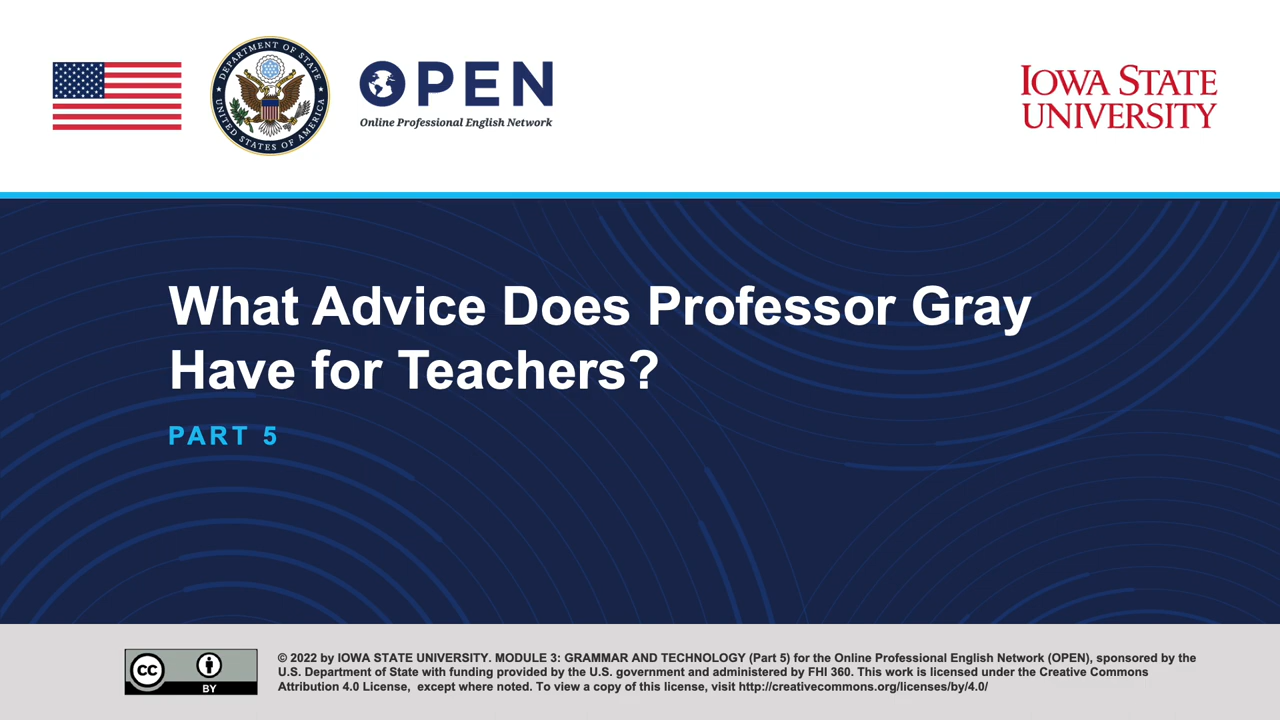 DEPARTMENT OF STATE
UNITED STATES OF AMERICA
OPEN
Online Professional English Network
IOWA STATE
UNIVERSITY
What Advice Does Professor Gray
Have for Teachers?
PART 5
CC
BY
© 2022 by IOWA STATE UNIVERSITY. MODULE 3: GRAMMAR AND TECHNOLOGY (Part 5) for the Online Professional English Network (OPEN), sponsored by the
U.S. Department of State with funding provided by the U.S. government and administered by FHI 360. This work is licensed under the Creative Commons
Attribution 4.0 License, except where noted. To view a copy of this license, visit http://creativecommons.org/licenses/by/4.0/